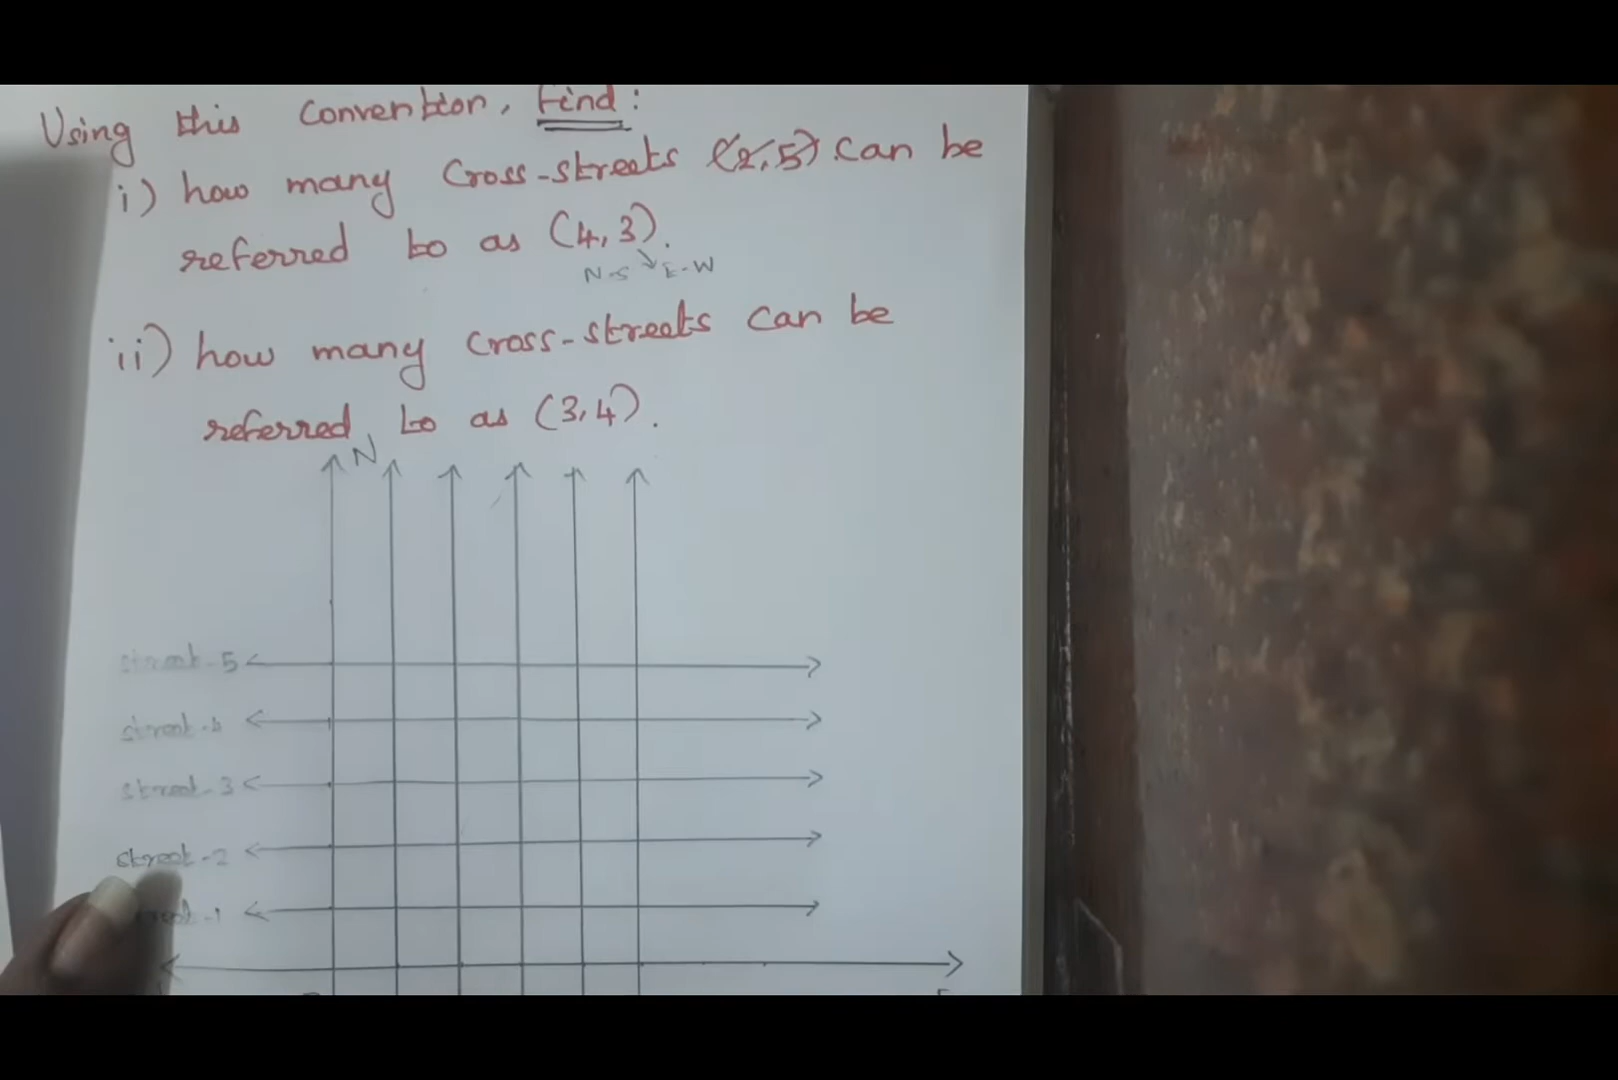 Using this Convention, Find:
i) how many Cross-streets (2,5) can be
referred to as (4,3).
N-S E-W
ii) how many cross-streets can be
referred to as (3,4).
N
street-5
street-4
street-3
street-2
-1